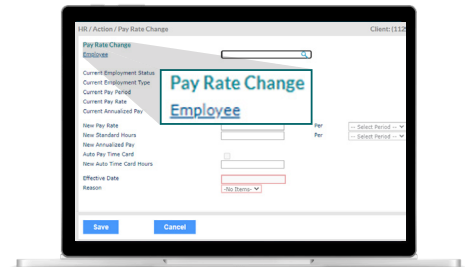 HR / Action / Pay Rate Change Client: (112
Pay Rate Change
Employee
Current Employment Status
Current Employment Type
Current Pay Period
Current Pay Rate
Current Annualized Pay
Pay Rate Change
Employee
New Pay Rate Per -- Select Period --
New Standard Hours Per -- Select Period --
New Annualized Pay
Auto Pay Time Card
New Auto Time Card Hours
Effective Date
Reason -No Items-
Save Cancel